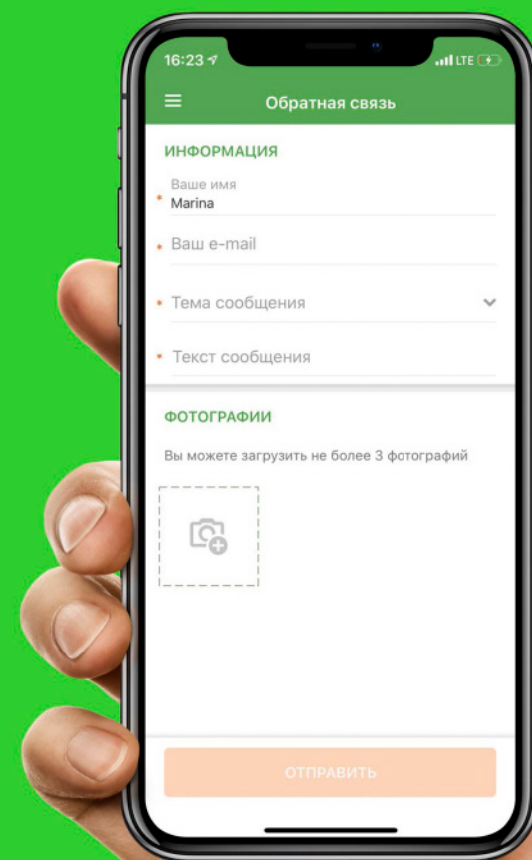 16:23
LTE
Обратная связь
ИНФОРМАЦИЯ
Ваше имя
* Marina
* Ваш e-mail
* Тема сообщения
* Текст сообщения
ФОТОГРАФИИ
Вы можете загрузить не более 3 фотографий
ОТПРАВИТЬ